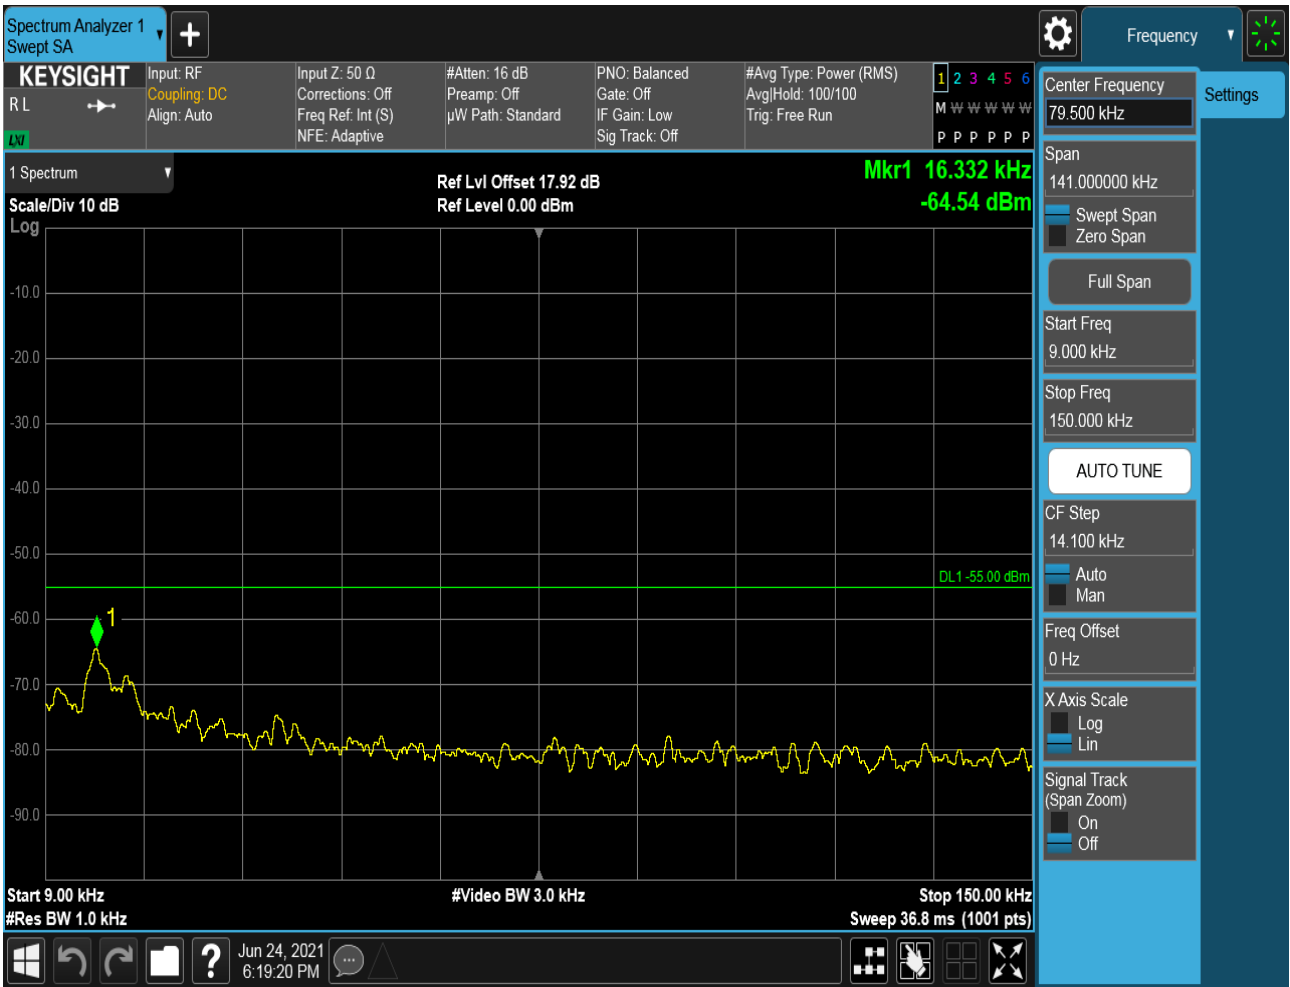 Spectrum Analyzer 1
Swept SA
Frequency
KEYSIGHT
R L
LXI
Input: RF
Coupling: DC
Align: Auto
Input Z: 50 Ω
Corrections: Off
Freq Ref: Int (S)
NFE: Adaptive
#Atten: 16 dB
Preamp: Off
µW Path: Standard
PNO: Balanced
Gate: Off
IF Gain: Low
Sig Track: Off
#Avg Type: Power (RMS)
Avg|Hold: 100/100
Trig: Free Run
1 2 3 4 5 6
M W W W W W
P P P P P P
1 Spectrum
Scale/Div 10 dB
Log
Ref Lvl Offset 17.92 dB
Ref Level 0.00 dBm
Mkr1 16.332 kHz
-64.54 dBm
-10.0
-20.0
-30.0
-40.0
-50.0
DL1 -55.00 dBm
-60.0
1
-70.0
-80.0
-90.0
Start 9.00 kHz
#Res BW 1.0 kHz
#Video BW 3.0 kHz
Stop 150.00 kHz
Sweep 36.8 ms (1001 pts)
?
Jun 24, 2021
6:19:20 PM
Center Frequency
79.500 kHz
Settings
Span
141.000000 kHz
Swept Span
Zero Span
Full Span
Start Freq
9.000 kHz
Stop Freq
150.000 kHz
AUTO TUNE
CF Step
14.100 kHz
Auto
Man
Freq Offset
0 Hz
X Axis Scale
Log
Lin
Signal Track
(Span Zoom)
On
Off